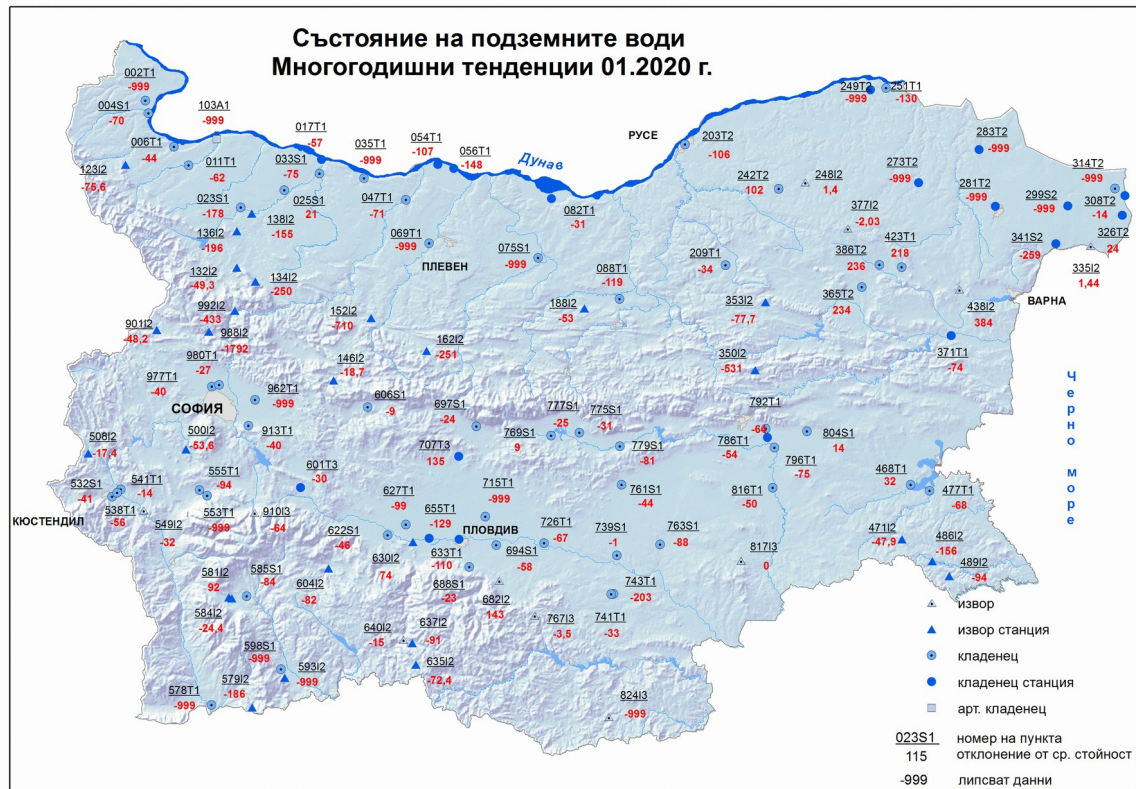 Състояние на подземните води
Многогодишни тенденции 01.2020 г.
002T1
-999
004S1
-70
103A1
-999
006T1
-44
017T1
-57
011T1
-62
033S1
-75
035T1
-999
054T1
-107
056T1
-148
Дунав
РУСЕ
203T2
-106
249T2
-999
251T1
-130
283T2
-999
123I2
-75,6
023S1
-178
025S1
21
138I2
-155
136I2
-196
047T1
-71
069T1
-999
ПЛЕВЕН
075S1
-999
082T1
-31
242T2
102
248I2
1,4
273T2
-999
281T2
-999
299S2
-999
314T2
-999
308T2
-14
326T2
24
377I2
-2,03
423T1
218
386T2
236
341S2
-259
335I2
1,44
ВАРНА
132I2
-49,3
134I2
-250
992I2
-433
988I2
-1792
901I2
-48,2
152I2
-710
162I2
-251
146I2
-18,7
088T1
-119
188I2
-53
209T1
-34
353I2
-77,7
365T2
234
438I2
384
350I2
-531
371T1
-74
Черно море
980T1
-27
977T1
-40
СОФИЯ
962T1
-999
913T1
-40
500I2
-53,6
508I2
-17,4
606S1
-9
697S1
-24
707T3
135
769S1
9
777S1
-25
775S1
-31
779S1
-81
792T1
-60
786T1
-54
804S1
14
796T1
-75
816T1
-50
468T1
32
477T1
-68
471I2
-47,9
486I2
-156
489I2
-94
532S1
-41
541T1
-14
538T1
-56
КЮСТЕНДИЛ
549I2
-32
555T1
-94
553T1
-999
910I3
-64
601T3
-30
627T1
-99
622S1
-46
655T1
-129
715T1
-999
ПЛОВДИВ
633T1
-110
630I2
74
694S1
-58
688S1
-23
682I2
143
726T1
-67
761S1
-44
739S1
-1
763S1
-88
743T1
-203
741T1
-33
767I3
-3,5
817I3
0
581I2
92
585S1
-84
584I2
-24,4
604I2
-82
640I2
-15
637I2
-91
635I2
-72,4
598S1
-999
593I2
-999
579I2
-186
578T1
-999
824I3
-999
извор
извор станция
кладенец
кладенец станция
арт. кладенец
023S1 номер на пункта
115 отклонение от ср. стойност
-999 липсват данни